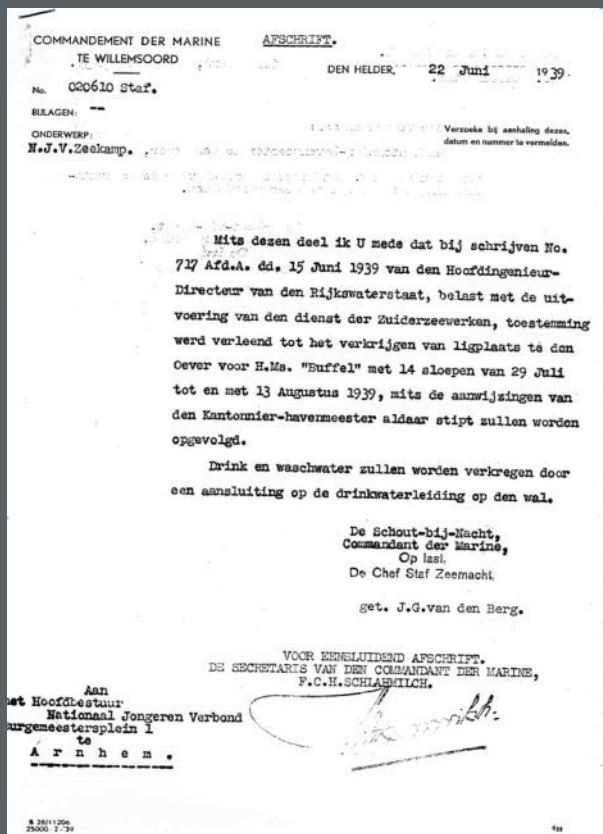 COMMANDEMENT DER MARINE
TE WILLEMSOORD
AFSCHRIFT.
DEN HELDER, 22 Juni 1939.
No. 020610 Staf.
BIJLAGEN: --
ONDERWERP:
N.J.V.Zeekamp.
Verzoeke bij aanhaling dezes,
datum en nummer te vermelden.
Mits dezen deel ik U mede dat bij schrijven No.
717 Afd.A. dd. 15 Juni 1939 van den Hoofdingenieur-
Directeur van den Rijkswaterstaat, belast met de uit-
voering van den dienst der Zuiderzeewerken, toestemming
werd verleend tot het verkrijgen van ligplaats te den
Oever voor H.Ms. "Buffel" met 14 sloepen van 29 Juli
tot en met 13 Augustus 1939, mits de aanwijzingen van
den Kantonnier-havenmeester aldaar stipt zullen worden
opgevolgd.
Drink en waschwater zullen worden verkregen door
een aansluiting op de drinkwaterleiding op den wal.
De Schout-bij-Nacht,
Commandant der Marine,
Op last,
De Chef Staf Zeemacht,
get. J.G.van den Berg.
VOOR EENSLUIDEND AFSCHRIFT.
DE SECRETARIS VAN DEN COMMANDANT DER MARINE,
F.C.H.SCHLAHMILCH.
Aan
het Hoofdbestuur
Nationaal Jongeren Verbond
urgemeestersplein 1
te
Arnhem.
B 28/11206
25000-2-'39